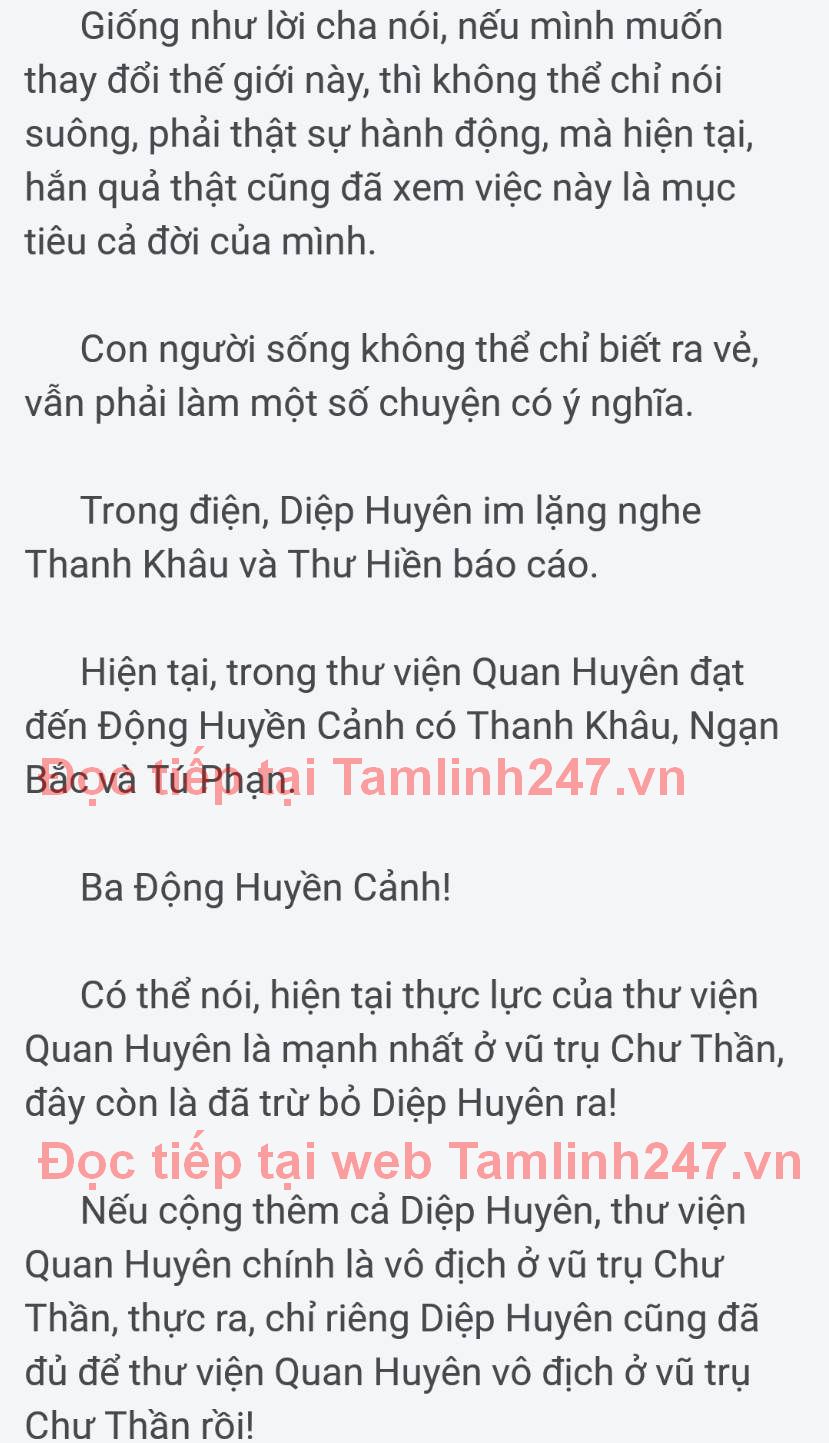 Giống như lời cha nói, nếu mình muốn
thay đổi thế giới này, thì không thể chỉ nói
suông, phải thật sự hành động, mà hiện tại,
hắn quả thật cũng đã xem việc này là mục
tiêu cả đời của mình.
Con người sống không thể chỉ biết ra vẻ,
vẫn phải làm một số chuyện có ý nghĩa.
Trong điện, Diệp Huyên im lặng nghe
Thanh Khâu và Thư Hiền báo cáo.
Hiện tại, trong thư viện Quan Huyên đạt
đến Động Huyền Cảnh có Thanh Khâu, Ngạn
Bắc và Từ Phạn.
Đọc tiếp tại Tamlinh247.vn
Ba Động Huyền Cảnh!
Có thể nói, hiện tại thực lực của thư viện
Quan Huyên là mạnh nhất ở vũ trụ Chư Thần,
đây còn là đã trừ bỏ Diệp Huyên ra!
Đọc tiếp tại web Tamlinh247.vn
Nếu cộng thêm cả Diệp Huyên, thư viện
Quan Huyên chính là vô địch ở vũ trụ Chư
Thần, thực ra, chỉ riêng Diệp Huyên cũng đã
đủ để thư viện Quan Huyên vô địch ở vũ trụ
Chư Thần rồi!